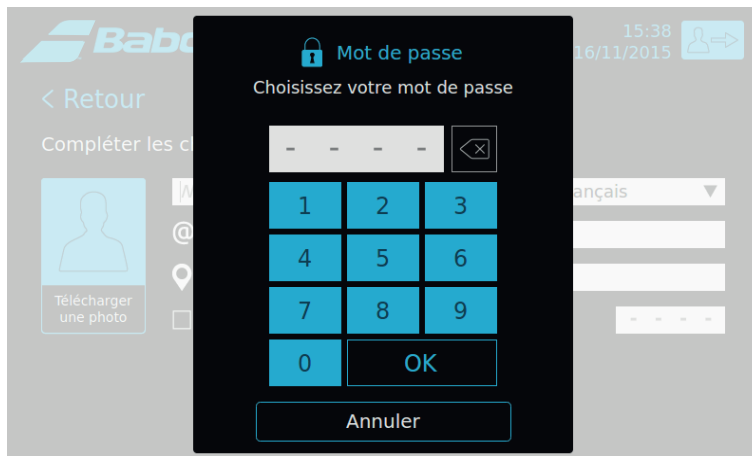 15:38
16/11/2015
< Retour
Compléter les
Mot de passe
Choisissez votre mot de passe
- - - -
1 2 3
4 5 6
7 8 9
0 OK
Annuler
@
Télécharger
une photo
- - - -